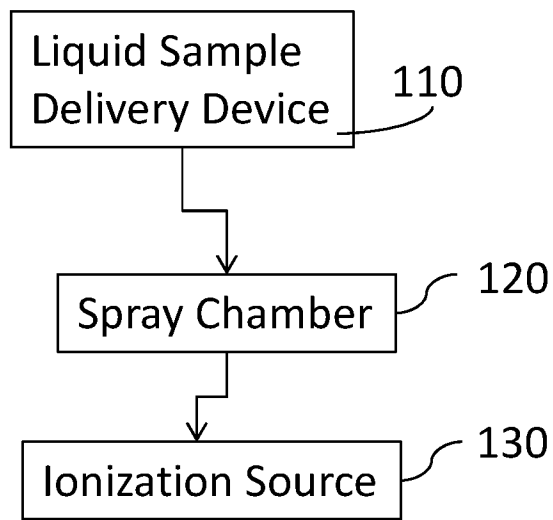 Liquid Sample
Delivery Device
110
Spray Chamber
120
Ionization Source
130